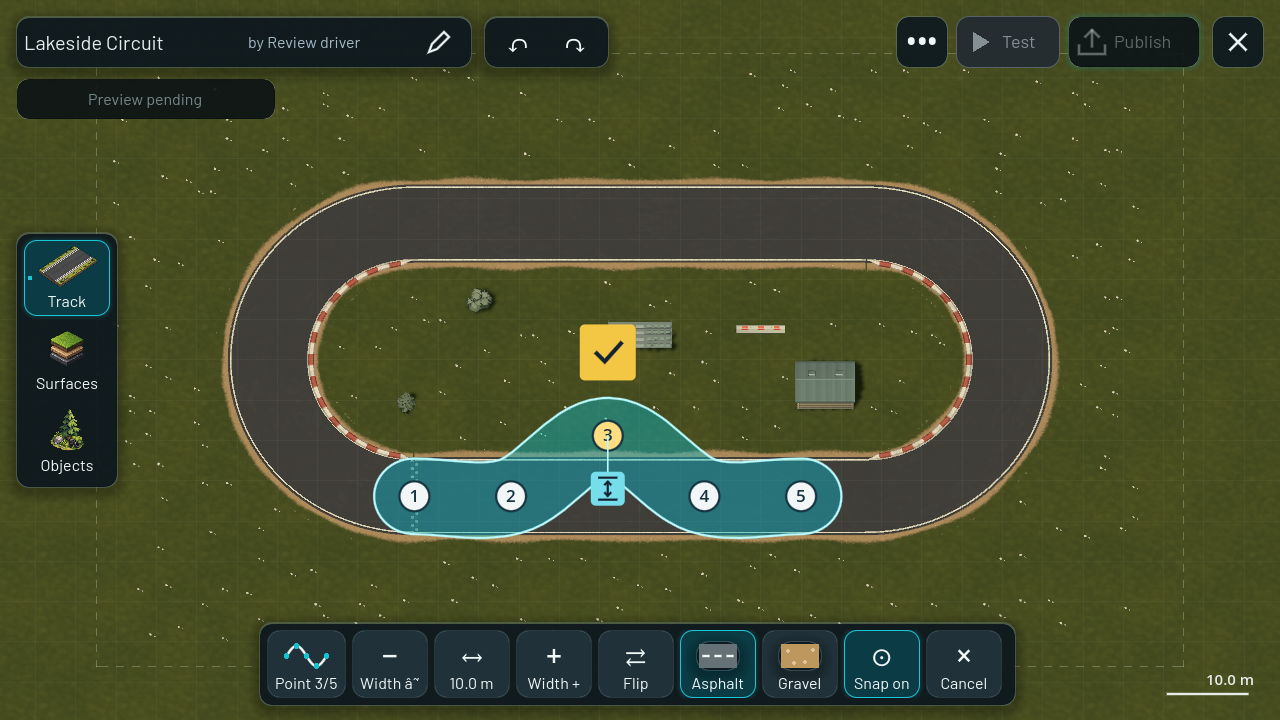 Lakeside Circuit
by Review driver
Test
Publish
Preview pending
Track
Surfaces
Objects
1
2
3
4
5
Point 3/5
Width â˜
10.0 m
Width +
Flip
Asphalt
Gravel
Snap on
Cancel
10.0 m